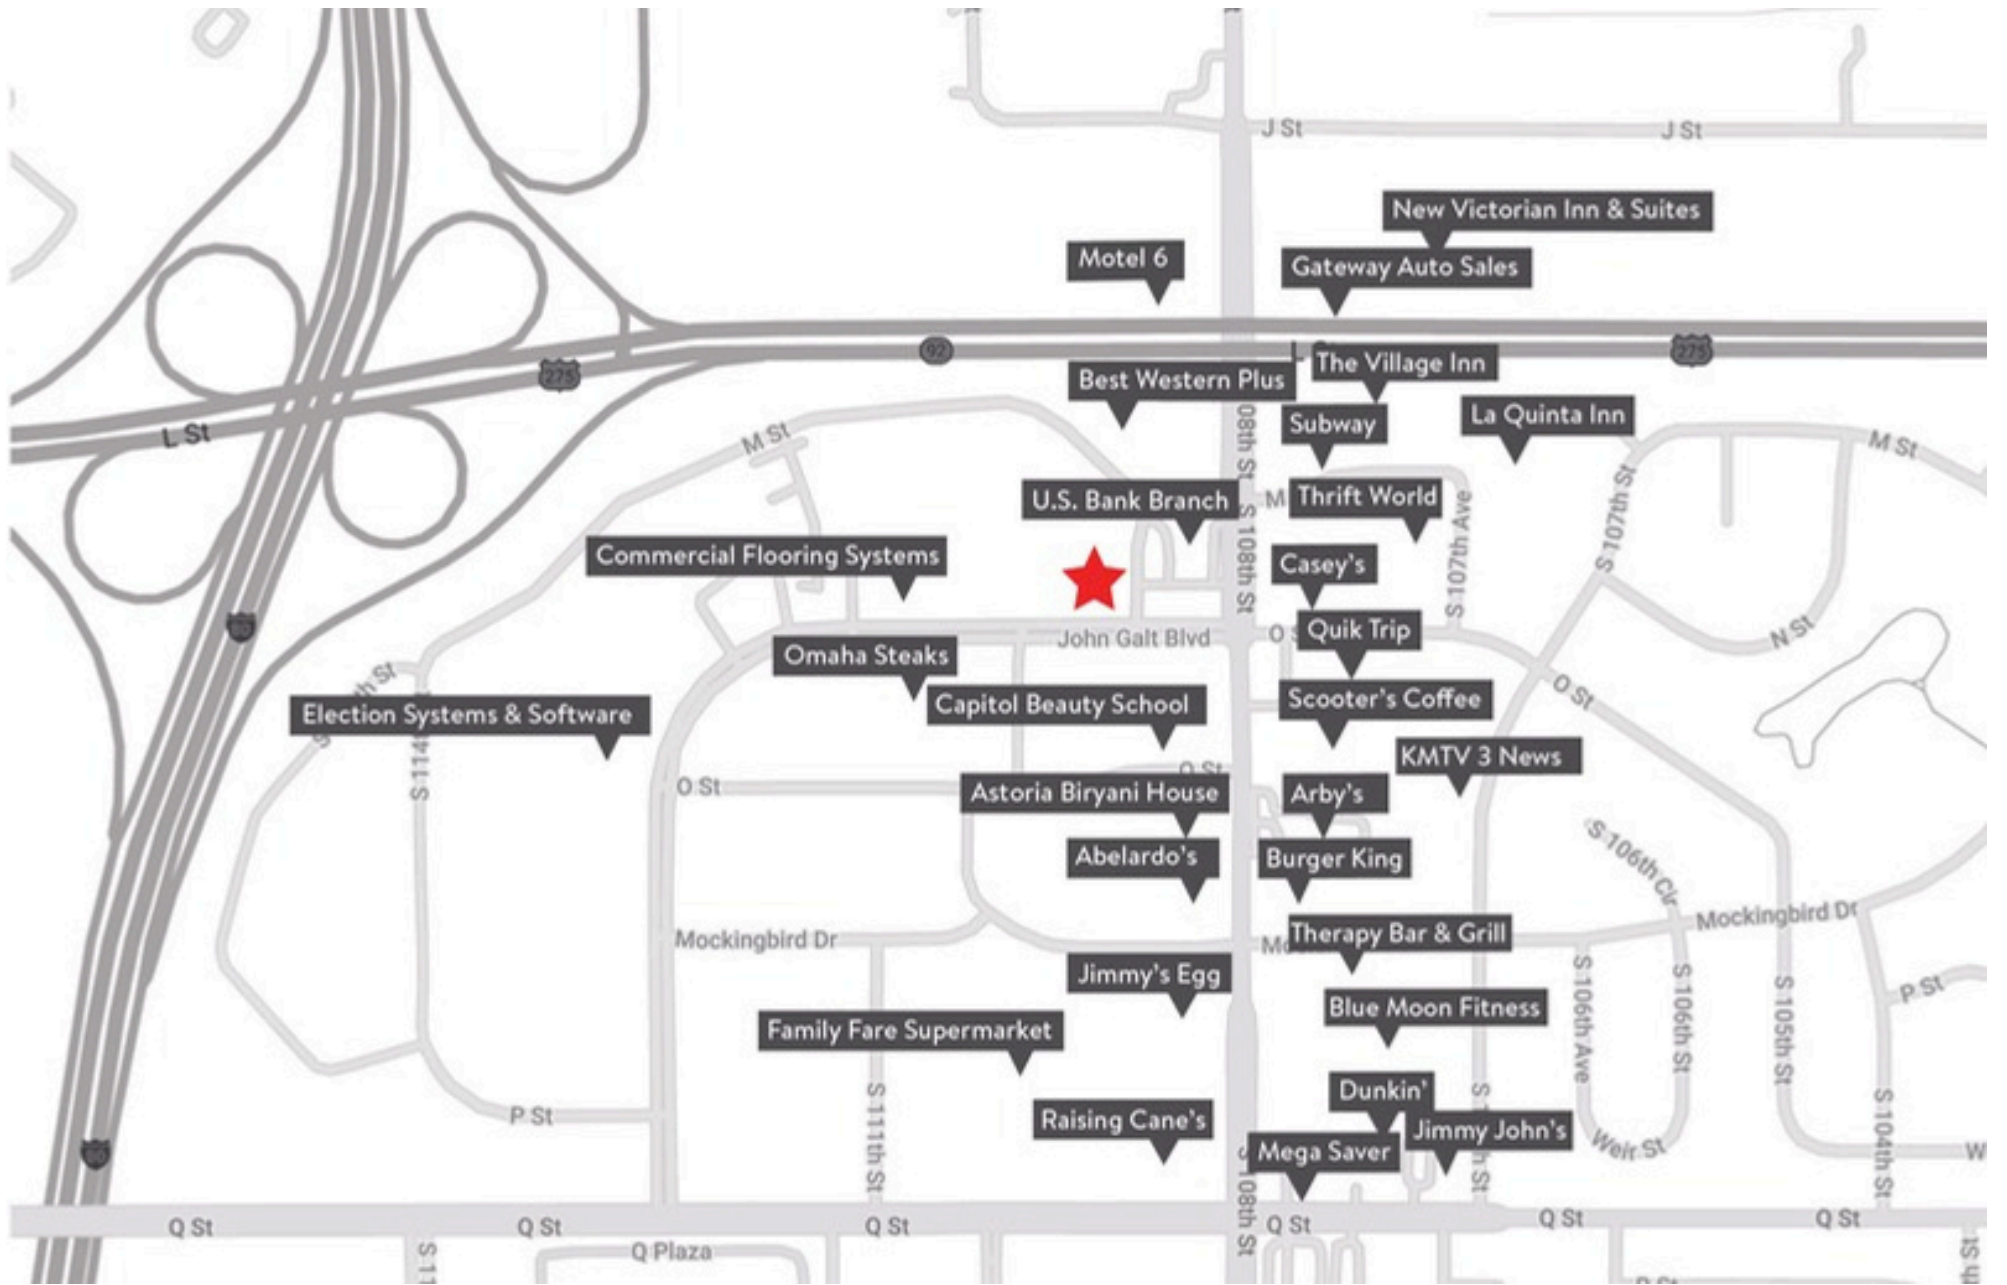 J St
J St
New Victorian Inn & Suites
Motel 6
Gateway Auto Sales
92
275
The Village Inn
275
Best Western Plus
La Quinta Inn
Subway
L St
M St
M St
08th St
S 107th St
U.S. Bank Branch
M
Thrift World
Commercial Flooring Systems
S 108th St
Casey's
S 107th Ave
John Galt Blvd
O S
Quik Trip
N St
Omaha Steaks
th St
O St
Election Systems & Software
Capitol Beauty School
Scooter's Coffee
S 114
KMTV 3 News
O St
O St
Astoria Biryani House
Arby's
Abelardo's
Burger King
S 106th Cir
Mockingbird Dr
Mockingbird Dr
Therapy Bar & Grill
Jimmy's Egg
P St
Family Fare Supermarket
Blue Moon Fitness
S 106th Ave
S 106th St
S 105th St
P St
S 111th St
Raising Cane's
Dunkin'
Jimmy John's
Mega Saver
Weir St
W
S 104th St
S 108th St
Q St
Q St
Q St
Q St
Q St
Q St
Q Plaza
S 11